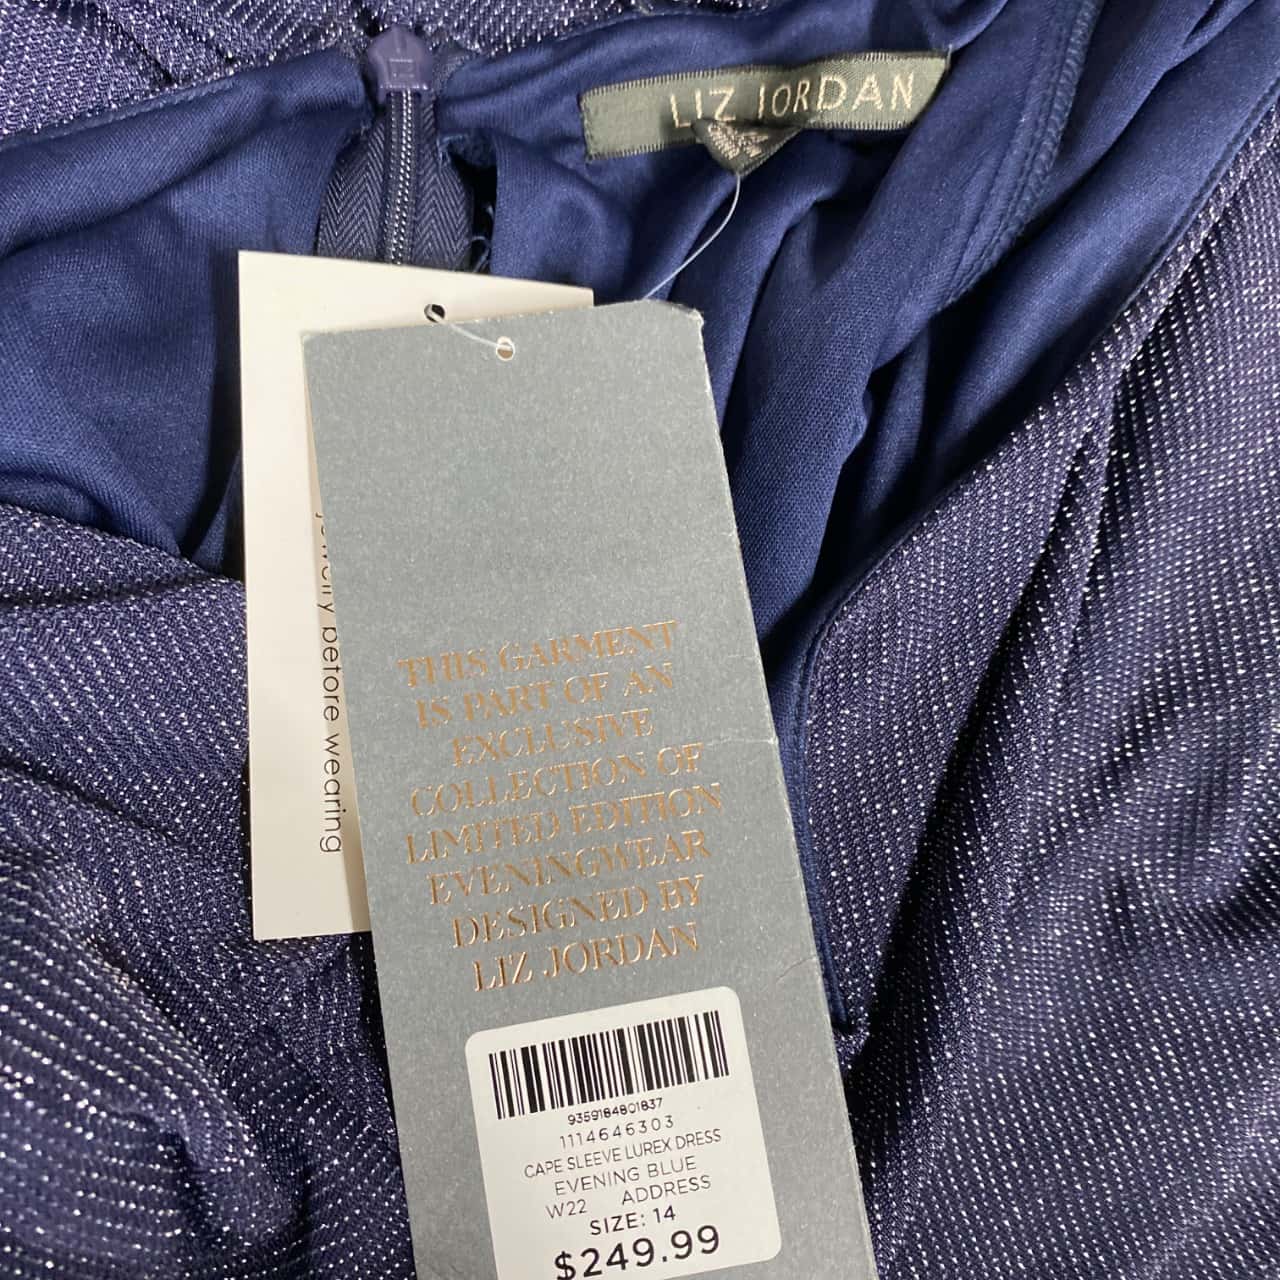 LIZ JORDAN
jewelry before wearing
THIS GARMENT
IS PART OF AN
EXCLUSIVE
COLLECTION OF
LIMITED EDITION
EVENINGWEAR
DESIGNED BY
LIZ JORDAN
9359184801837
1114646303
CAPE SLEEVE LUREX DRESS
EVENING BLUE
W22 ADDRESS
SIZE: 14
$249.99